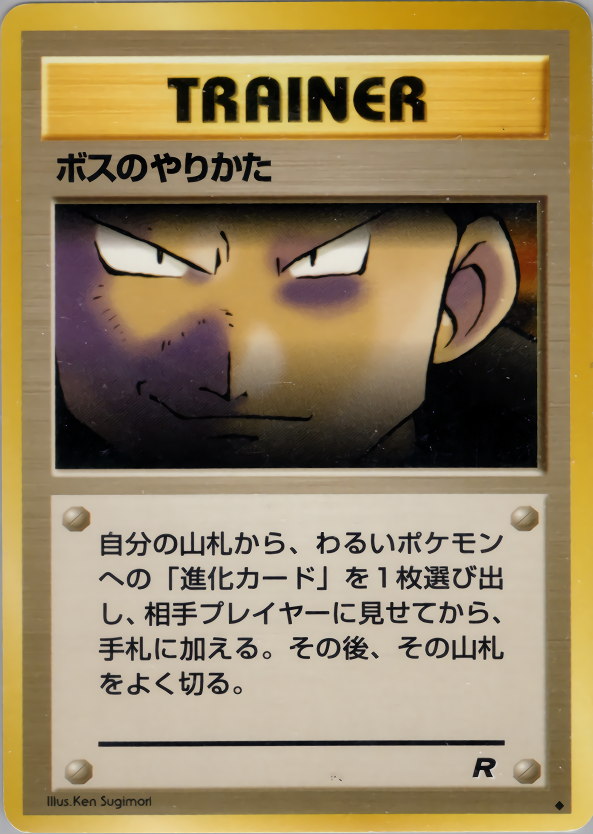 TRAINER
ボスのやりかた
自分の山札から、わるいポケモン
への「進化カード」を1枚選び出
し、相手プレイヤーに見せてから、
手札に加える。その後、その山札
をよく切る。
R
Illus.Ken Sugimori